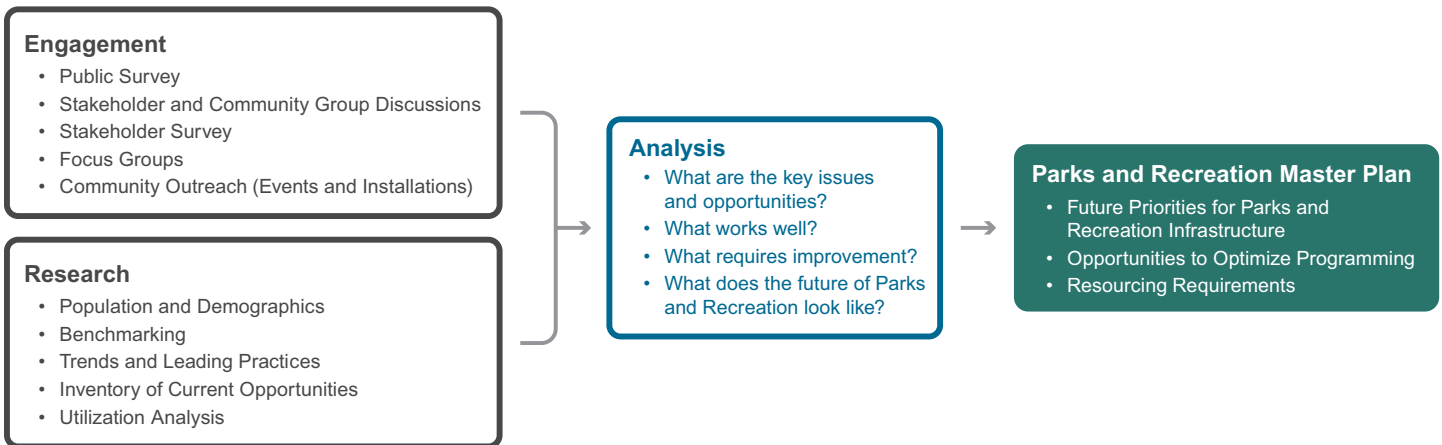 Engagement
• Public Survey
• Stakeholder and Community Group Discussions
• Stakeholder Survey
• Focus Groups
• Community Outreach (Events and Installations)
Research
• Population and Demographics
• Benchmarking
• Trends and Leading Practices
• Inventory of Current Opportunities
• Utilization Analysis
Analysis
• What are the key issues
and opportunities?
• What works well?
• What requires improvement?
• What does the future of Parks
and Recreation look like?
Parks and Recreation Master Plan
• Future Priorities for Parks and
Recreation Infrastructure
• Opportunities to Optimize Programming
• Resourcing Requirements